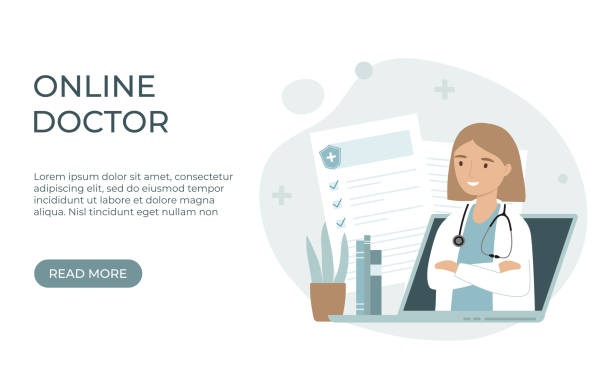 ONLINE
DOCTOR
Lorem ipsum dolor sit amet, consectetur
adipiscing elit, sed do eiusmod tempor
incididunt ut labore et dolore magna
aliqua. Nisl tincidunt eget nullam non
READ MORE